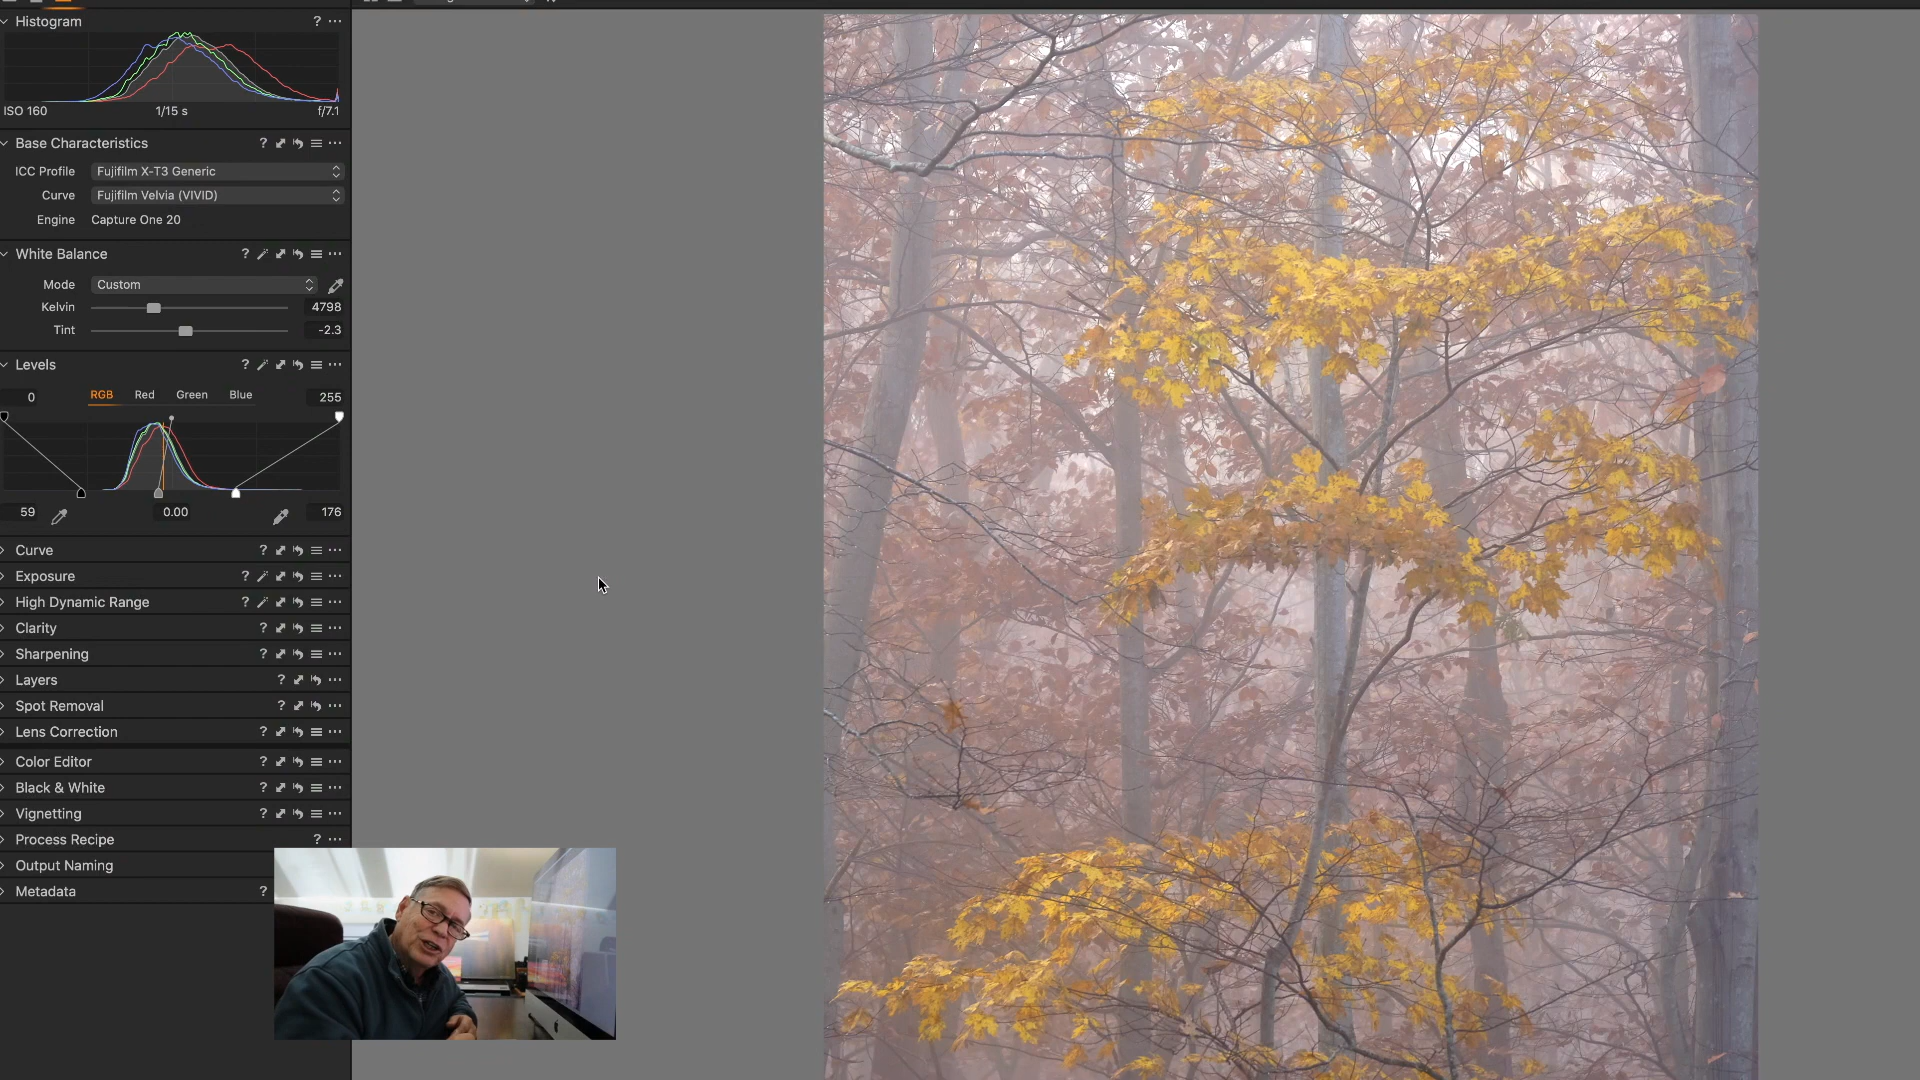 Histogram ? ...
ISO 160 1/15 s f/7.1
Base Characteristics ? ...
ICC Profile Fujifilm X-T3 Generic
Curve Fujifilm Velvia (VIVID)
Engine Capture One 20
White Balance ? ...
Mode Custom
Kelvin 4798
Tint -2.3
Levels ? ...
0 RGB Red Green Blue 255
59 0.00 176
Curve ? ...
Exposure ? ...
High Dynamic Range ? ...
Clarity ? ...
Sharpening ? ...
Layers ? ...
Spot Removal ? ...
Lens Correction ? ...
Color Editor ? ...
Black & White ? ...
Vignetting ? ...
Process Recipe ? ...
Output Naming
Metadata ?